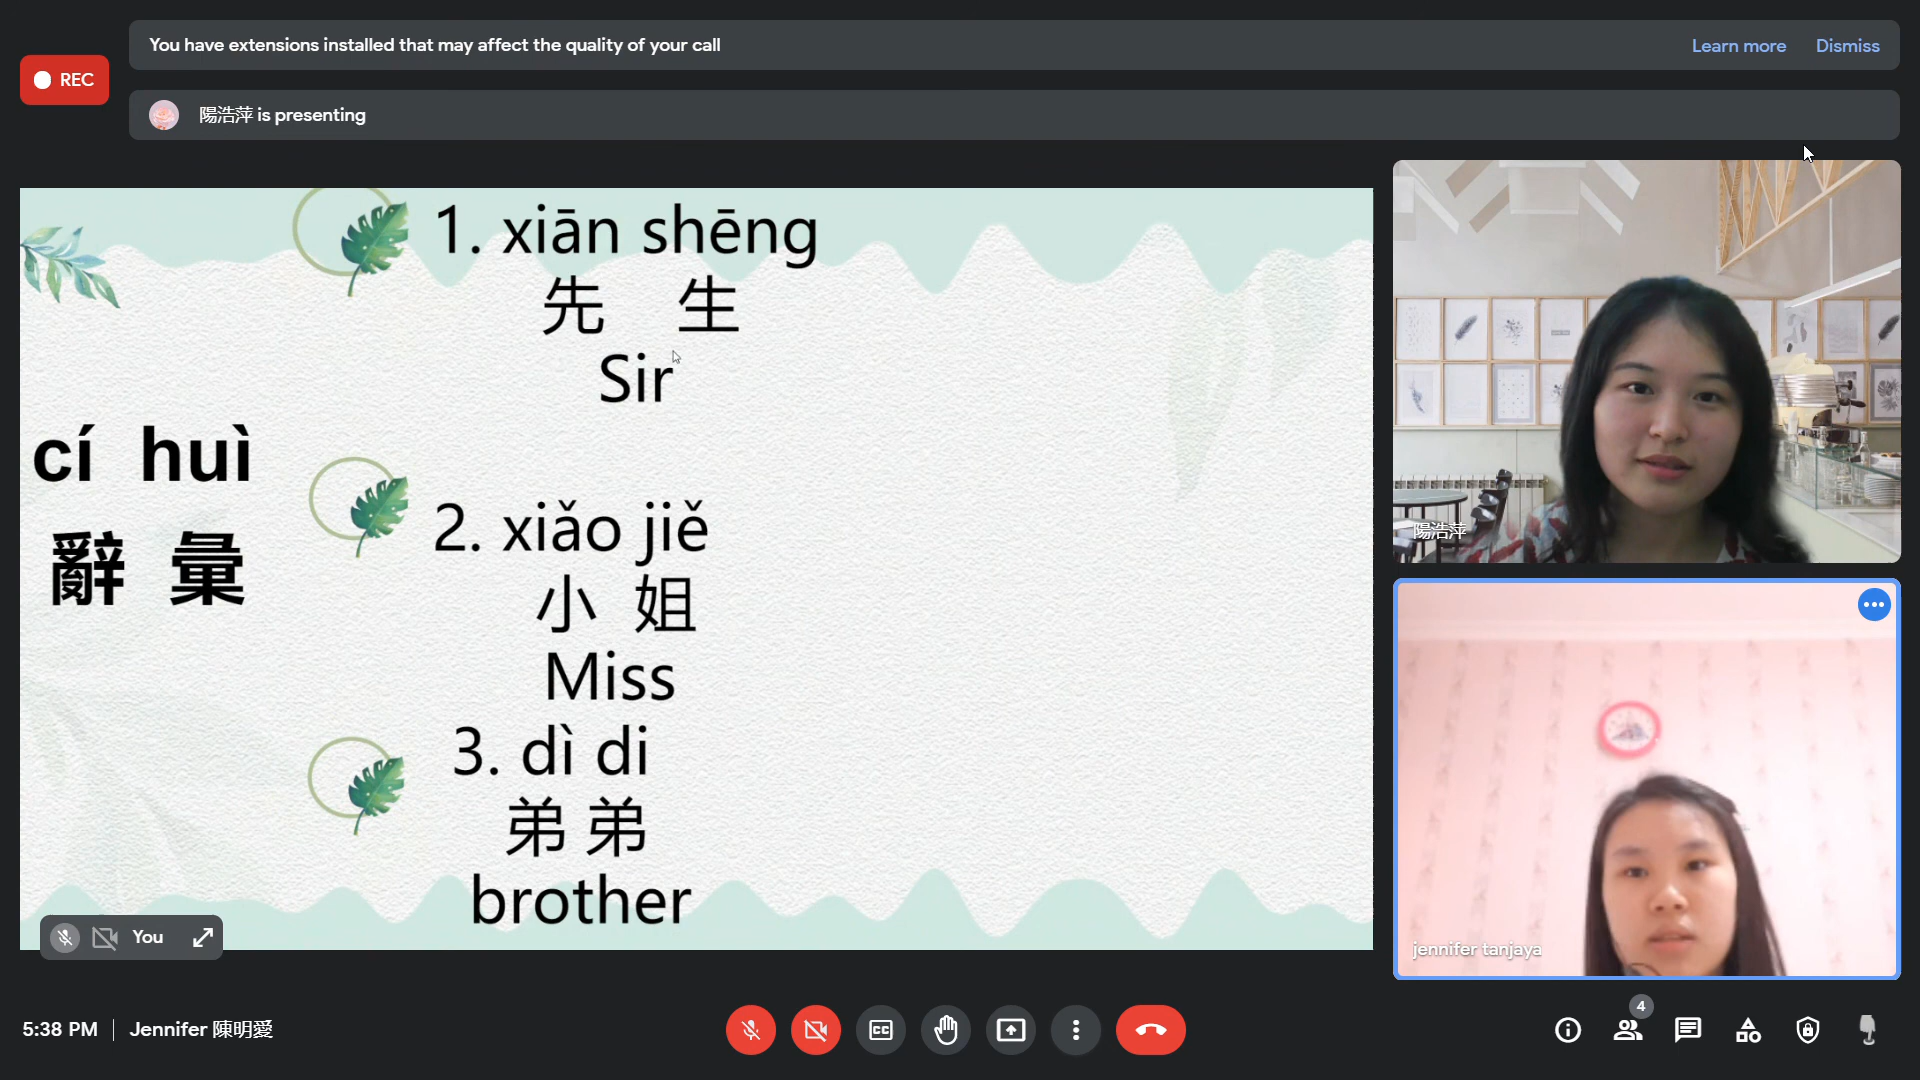 You have extensions installed that may affect the quality of your call
Learn more
Dismiss
REC
陽浩萍 is presenting
cí huì
辭 彙
1. xiān shēng
先 生
Sir
2. xiǎo jiě
小 姐
Miss
3. dì di
弟 弟
brother
陽浩萍
jennifer tanjaya
You
5:38 PM
Jennifer 陳明愛
CC
4